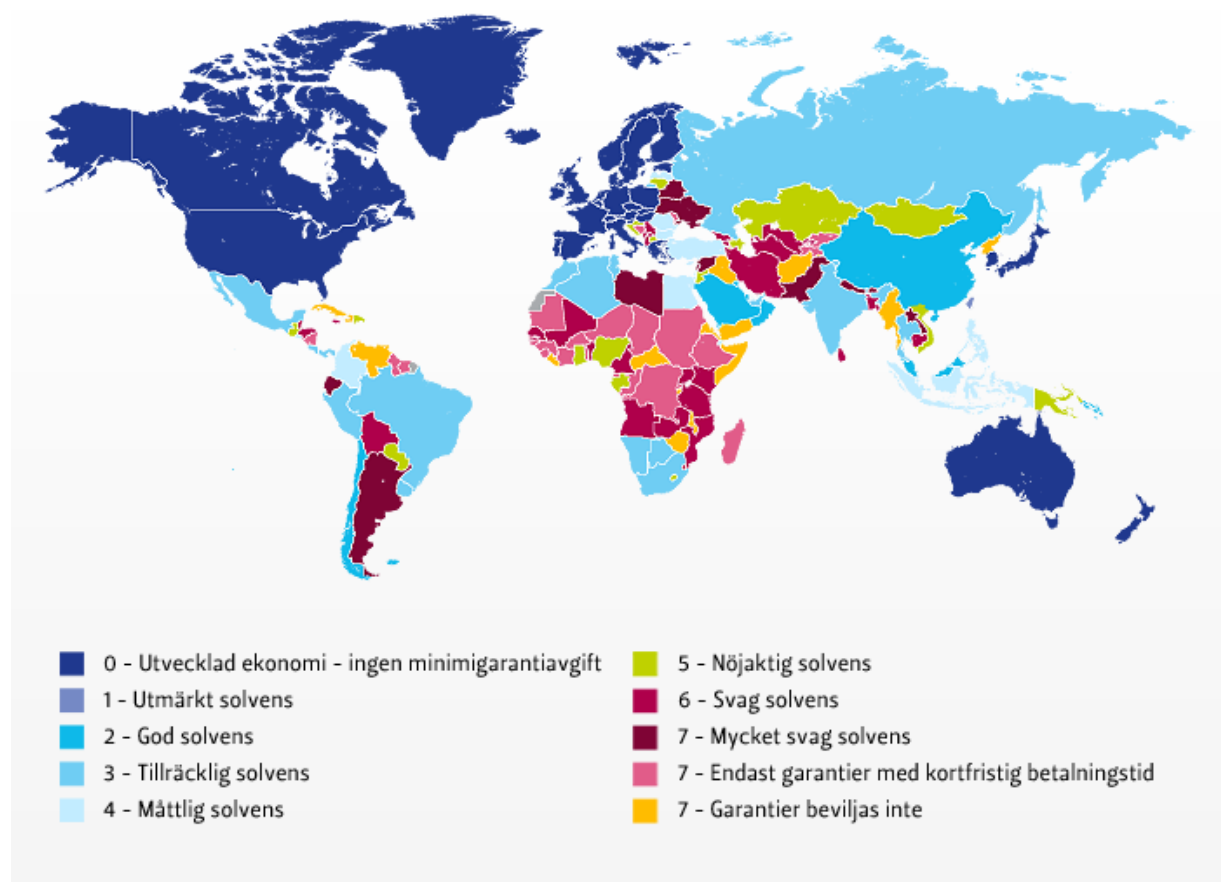 0 - Utvecklad ekonomi - ingen minimigarantiavgift
1 - Utmärkt solvens
2 - God solvens
3 - Tillräcklig solvens
4 - Måttlig solvens
5 - Nöjaktig solvens
6 - Svag solvens
7 - Mycket svag solvens
7 - Endast garantier med kortfristig betalningstid
7 - Garantier beviljas inte